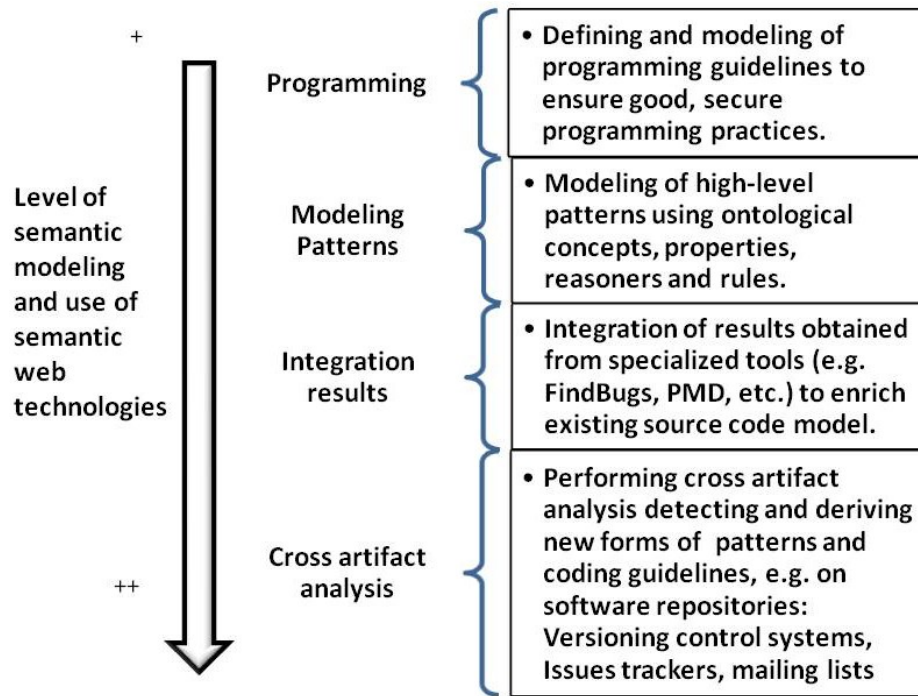 +
Level of
semantic
modeling
and use of
semantic
web
technologies
++
Programming
• Defining and modeling of
programming guidelines to
ensure good, secure
programming practices.
Modeling
Patterns
• Modeling of high-level
patterns using ontological
concepts, properties,
reasoners and rules.
Integration
results
• Integration of results obtained
from specialized tools (e.g.
FindBugs, PMD, etc.) to enrich
existing source code model.
Cross artifact
analysis
• Performing cross artifact
analysis detecting and deriving
new forms of patterns and
coding guidelines, e.g. on
software repositories:
Versioning control systems,
Issues trackers, mailing lists